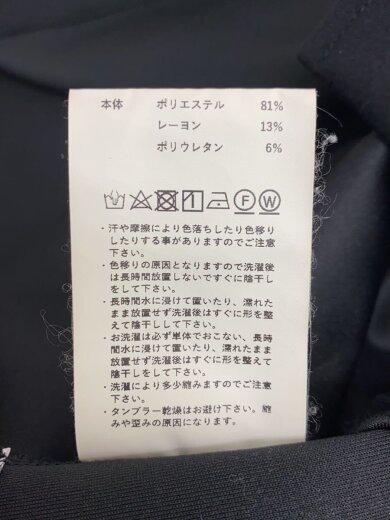 本体 ポリエステル 81%
レーヨン 13%
ポリウレタン 6%
F W
・汗や摩擦により色落ちしたり色移り
したりする事がありますのでご注意
下さい。
・色移りの原因となりますので洗濯後
は長時間放置しないですぐに陰干し
をして下さい。
・長時間水に浸けて置いたり、濡れた
まま放置せず洗濯後はすぐに形を整
えて陰干しして下さい。
・お洗濯は必ず単体でおこない、長時
間水に浸けて置いたり、濡れたまま
放置せず洗濯後はすぐに形を整えて
陰干しをして下さい。
・洗濯により多少縮みますのでご注意
下さい。
・タンブラー乾燥はお避け下さい。縮
みや歪みの原因になります。